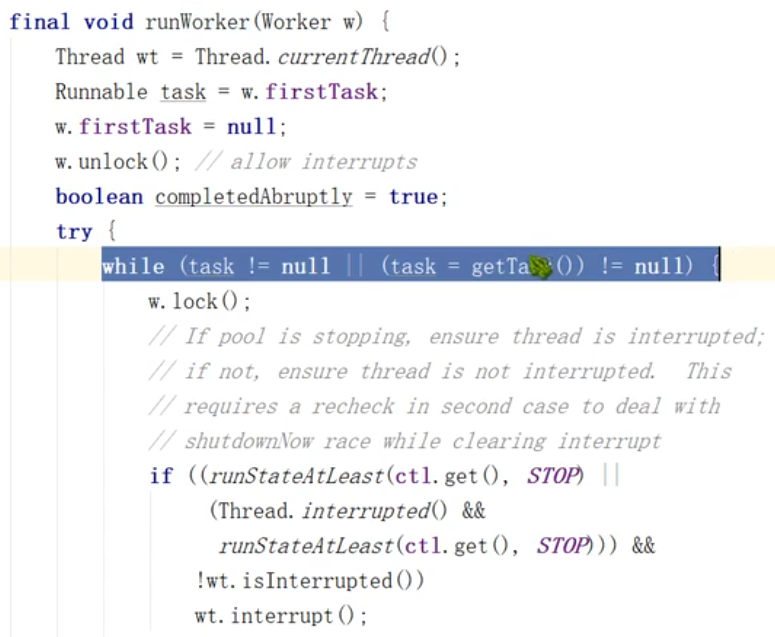 final void runWorker(Worker w) {
Thread wt = Thread.currentThread();
Runnable task = w.firstTask;
w.firstTask = null;
w.unlock(); // allow interrupts
boolean completedAbruptly = true;
try {
while (task != null || (task = ()) != null) {
w.lock();
// If pool is stopping, ensure thread is interrupted;
// if not, ensure thread is not interrupted.  This
// requires a recheck in second case to deal with
// shutdownNow race while clearing interrupt
if ((runStateAtLeast(ctl.get(), STOP) ||
(Thread.interrupted() &&
runStateAtLeast(ctl.get(), STOP))) &&
!wt.isInterrupted())
wt.interrupt();